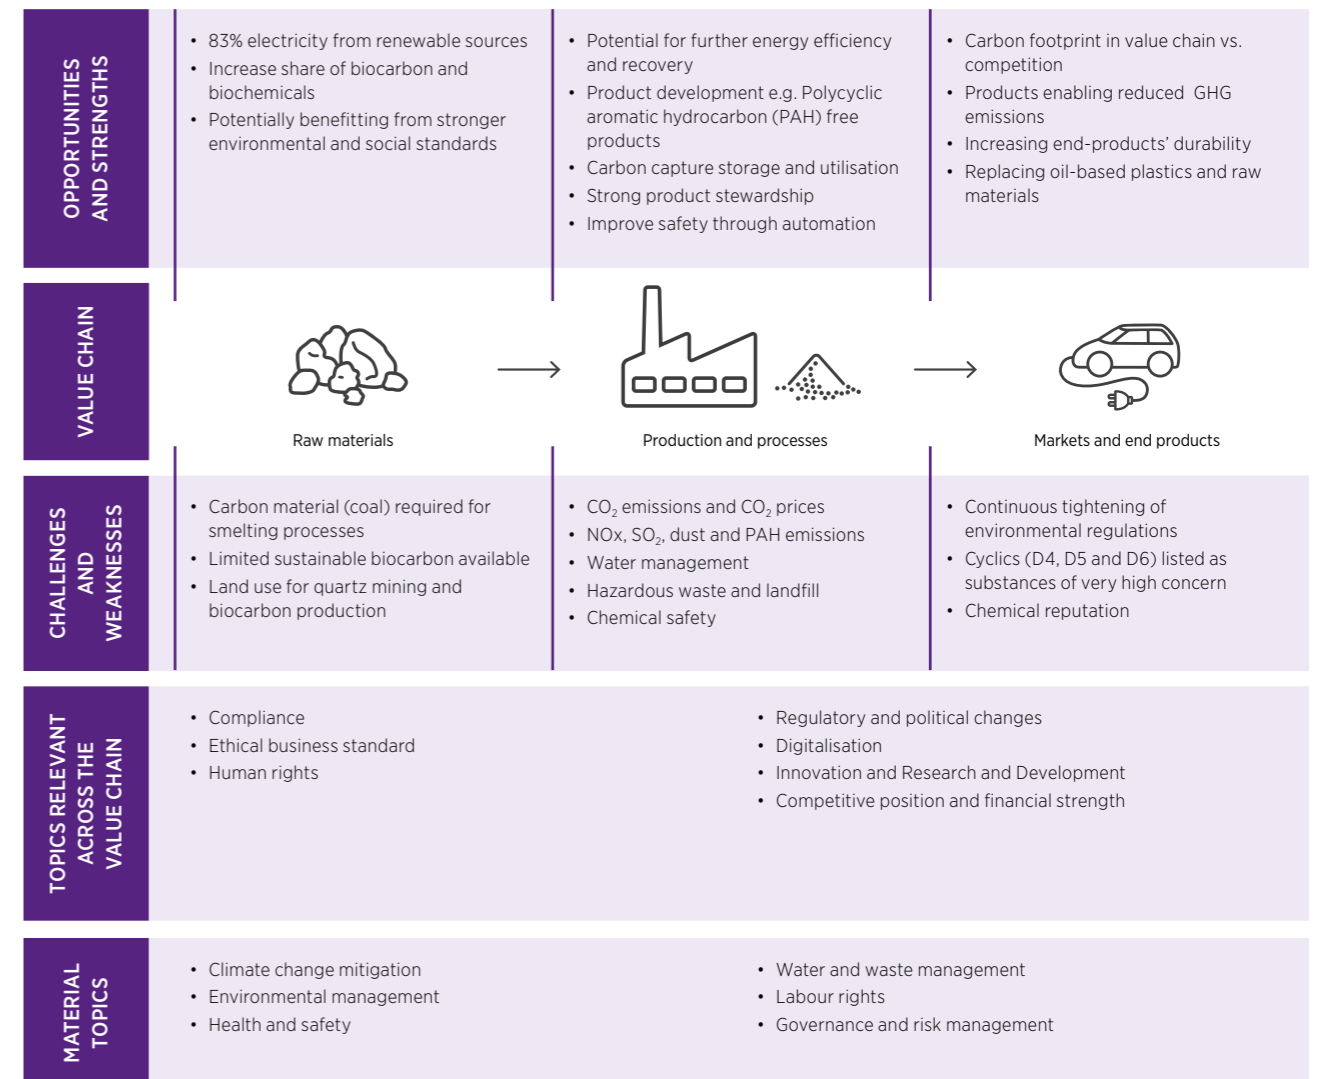 OPPORTUNITIES
AND STRENGTHS
• 83% electricity from renewable sources
• Increase share of biocarbon and
biochemicals
• Potentially benefitting from stronger
environmental and social standards
• Potential for further energy efficiency
and recovery
• Product development e.g. Polycyclic
aromatic hydrocarbon (PAH) free
products
• Carbon capture storage and utilisation
• Strong product stewardship
• Improve safety through automation
• Carbon footprint in value chain vs.
competition
• Products enabling reduced GHG
emissions
• Increasing end-products’ durability
• Replacing oil-based plastics and raw
materials
VALUE CHAIN
Raw materials
Production and processes
Markets and end products
CHALLENGES
AND
WEAKNESSES
• Carbon material (coal) required for
smelting processes
• Limited sustainable biocarbon available
• Land use for quartz mining and
biocarbon production
• CO₂ emissions and CO₂ prices
• NOx, SO₂, dust and PAH emissions
• Water management
• Hazardous waste and landfill
• Chemical safety
• Continuous tightening of
environmental regulations
• Cyclics (D4, D5 and D6) listed as
substances of very high concern
• Chemical reputation
TOPICS RELEVANT
ACROSS THE
VALUE CHAIN
• Compliance
• Ethical business standard
• Human rights
• Regulatory and political changes
• Digitalisation
• Innovation and Research and Development
• Competitive position and financial strength
MATERIAL
TOPICS
• Climate change mitigation
• Environmental management
• Health and safety
• Water and waste management
• Labour rights
• Governance and risk management